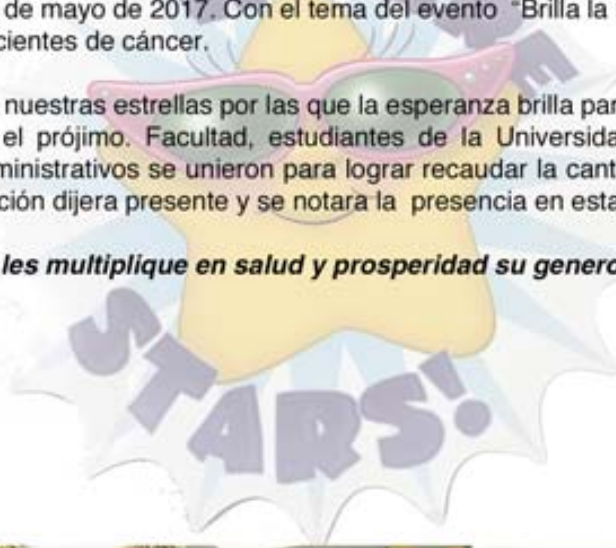 de mayo de 2017. Con el tema del evento "Brilla la
cientes de cáncer.
nuestras estrellas por las que la esperanza brilla par
el prójimo. Facultad, estudiantes de la Universida
ministrativos se unieron para lograr recaudar la cant
ción dijera presente y se notara la presencia en esta
les multiplique en salud y prosperidad su genero
BE
STARS!